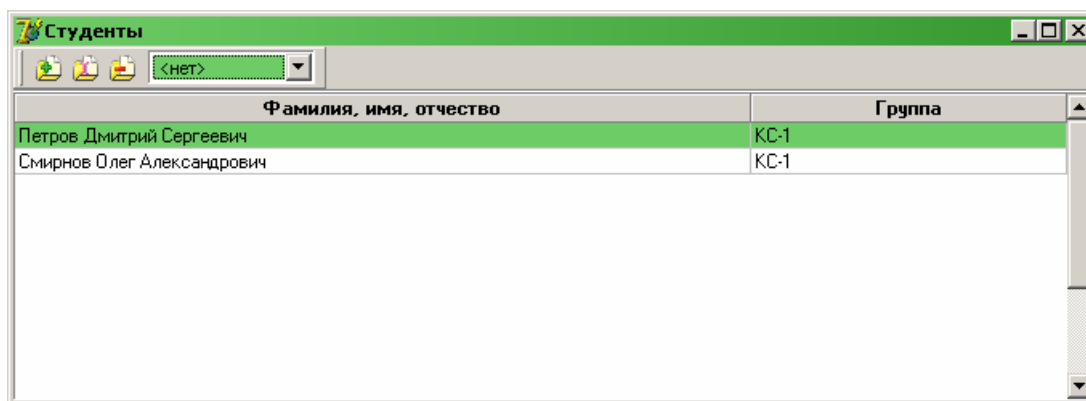 Студенты
<нет>
Фамилия, имя, отчество Группа
Петров Дмитрий Сергеевич КС-1
Смирнов Олег Александрович КС-1